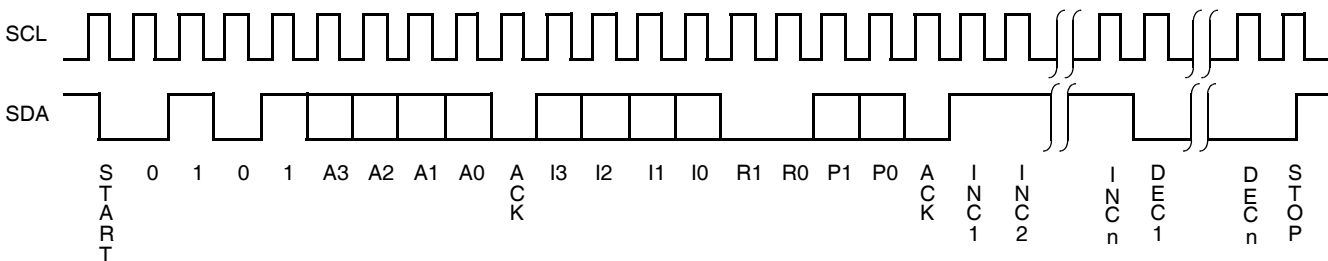 SCL
SDA
START 0 1 0 1 A3 A2 A1 A0 ACK I3 I2 I1 I0 R1 R0 P1 P0 ACK INC1 INC2 INCn DEC1 DECn STOP